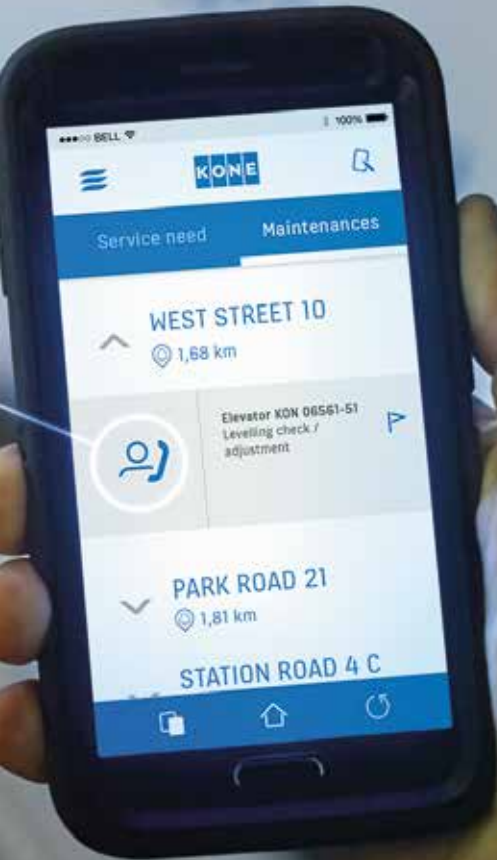 BELL
100%
KONE
Service need
Maintenances
WEST STREET 10
1,68 km
Elevator KON 06561-51
Levelling check /
adjustment
PARK ROAD 21
1,81 km
STATION ROAD 4 C